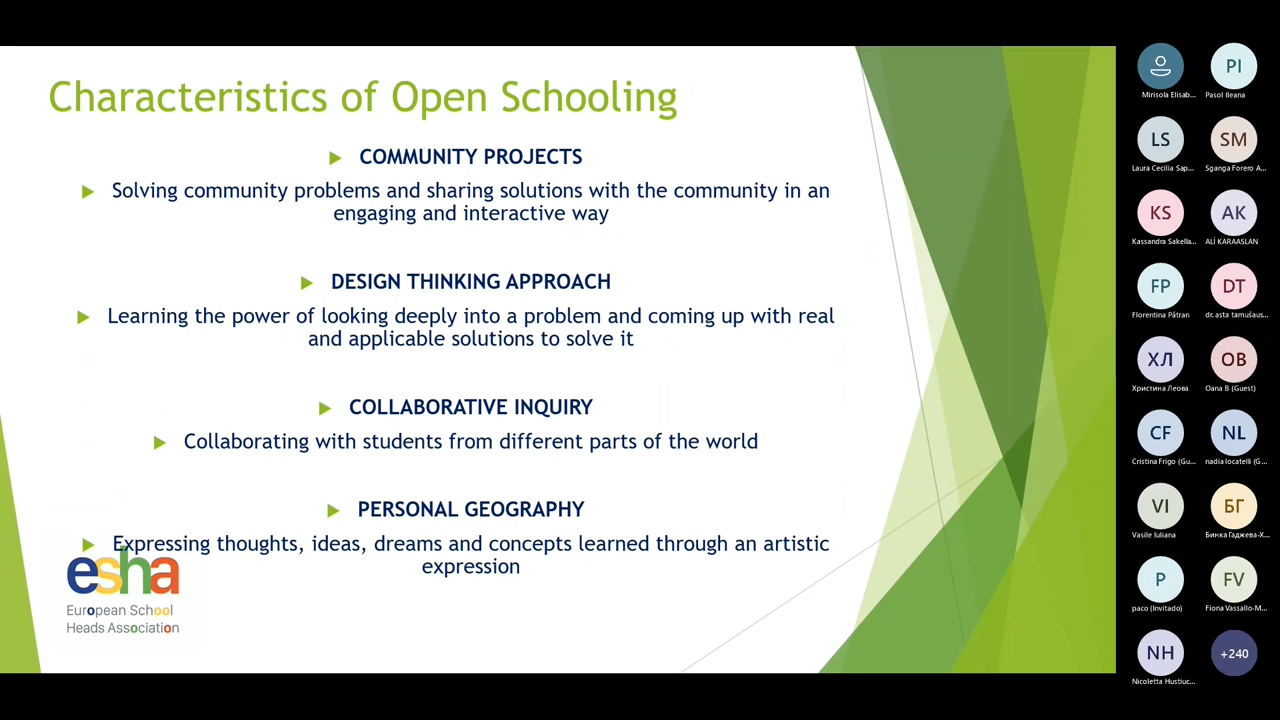 Characteristics of Open Schooling
COMMUNITY PROJECTS
Solving community problems and sharing solutions with the community in an
engaging and interactive way
DESIGN THINKING APPROACH
Learning the power of looking deeply into a problem and coming up with real
and applicable solutions to solve it
COLLABORATIVE INQUIRY
Collaborating with students from different parts of the world
PERSONAL GEOGRAPHY
Expressing thoughts, ideas, dreams and concepts learned through an artistic
expression
esha
European School
Heads Association
PI
Mirisola Elisab... Pasol Ileana
LS SM
Laura Cecilia Sap... Sganga Forero A...
KS AK
Kassandra Sakella... ALİ KARAASLAN
FP DT
Florentina Pătran dr. asta tamušaus...
ХЛ OB
Христина Леова Oana B (Guest)
CF NL
Cristina Frigo (Gu... nadia locatelli (G...
VI БГ
Vasile Iuliana Бинка Гаджева-Х...
P FV
paco (Invitado) Fiona Vassallo-M...
NH +240
Nicoletta Hustiuc...